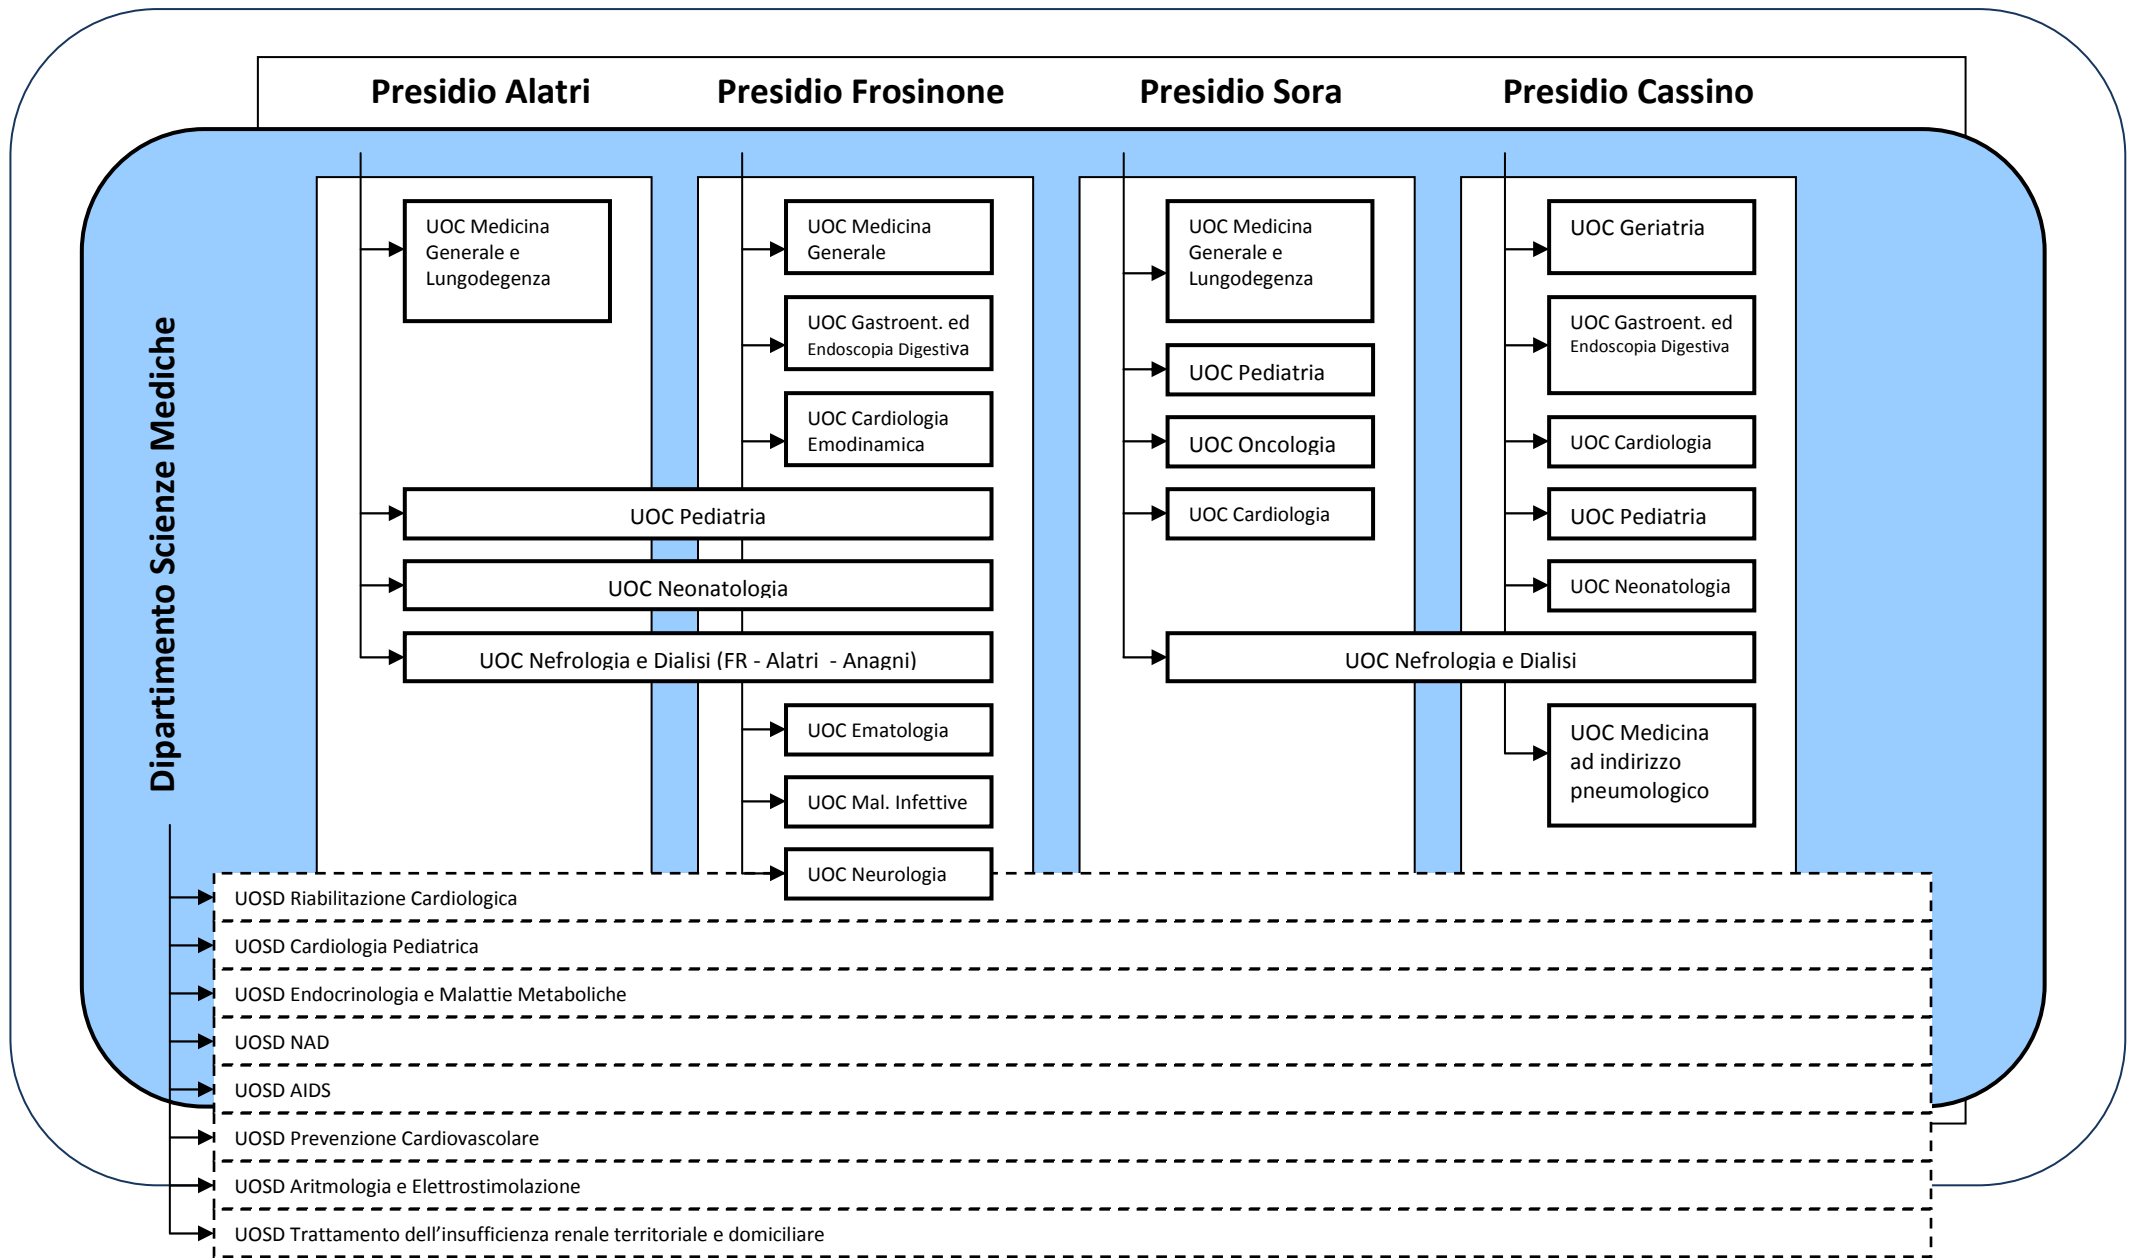 Presidio Alatri
Presidio Frosinone
Presidio Sora
Presidio Cassino
Dipartimento Scienze Mediche
UOC Medicina
Generale e
Lungodegenza
UOC Medicina
Generale
UOC Gastroent. ed
Endoscopia Digestiva
UOC Cardiologia
Emodinamica
UOC Pediatria
UOC Neonatologia
UOC Nefrologia e Dialisi (FR - Alatri - Anagni)
UOC Ematologia
UOC Mal. Infettive
UOC Neurologia
UOC Medicina
Generale e
Lungodegenza
UOC Pediatria
UOC Oncologia
UOC Cardiologia
UOC Nefrologia e Dialisi
UOC Geriatria
UOC Gastroent. ed
Endoscopia Digestiva
UOC Cardiologia
UOC Pediatria
UOC Neonatologia
UOC Medicina
ad indirizzo
pneumologico
UOSD Riabilitazione Cardiologica
UOSD Cardiologia Pediatrica
UOSD Endocrinologia e Malattie Metaboliche
UOSD NAD
UOSD AIDS
UOSD Prevenzione Cardiovascolare
UOSD Aritmologia e Elettrostimolazione
UOSD Trattamento dell’insufficienza renale territoriale e domiciliare